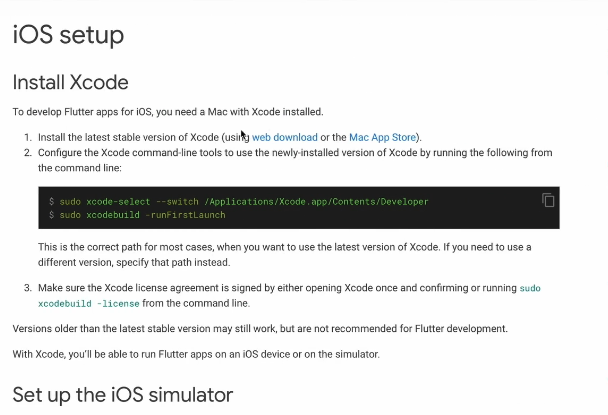 iOS setup
Install Xcode
To develop Flutter apps for iOS, you need a Mac with Xcode installed.
1. Install the latest stable version of Xcode (using web download or the Mac App Store).
2. Configure the Xcode command-line tools to use the newly-installed version of Xcode by running the following from
the command line:
$ sudo xcode-select --switch /Applications/Xcode.app/Contents/Developer
$ sudo xcodebuild -runFirstLaunch
This is the correct path for most cases, when you want to use the latest version of Xcode. If you need to use a
different version, specify that path instead.
3. Make sure the Xcode license agreement is signed by either opening Xcode once and confirming or running sudo
xcodebuild -license from the command line.
Versions older than the latest stable version may still work, but are not recommended for Flutter development.
With Xcode, you'll be able to run Flutter apps on an iOS device or on the simulator.
Set up the iOS simulator